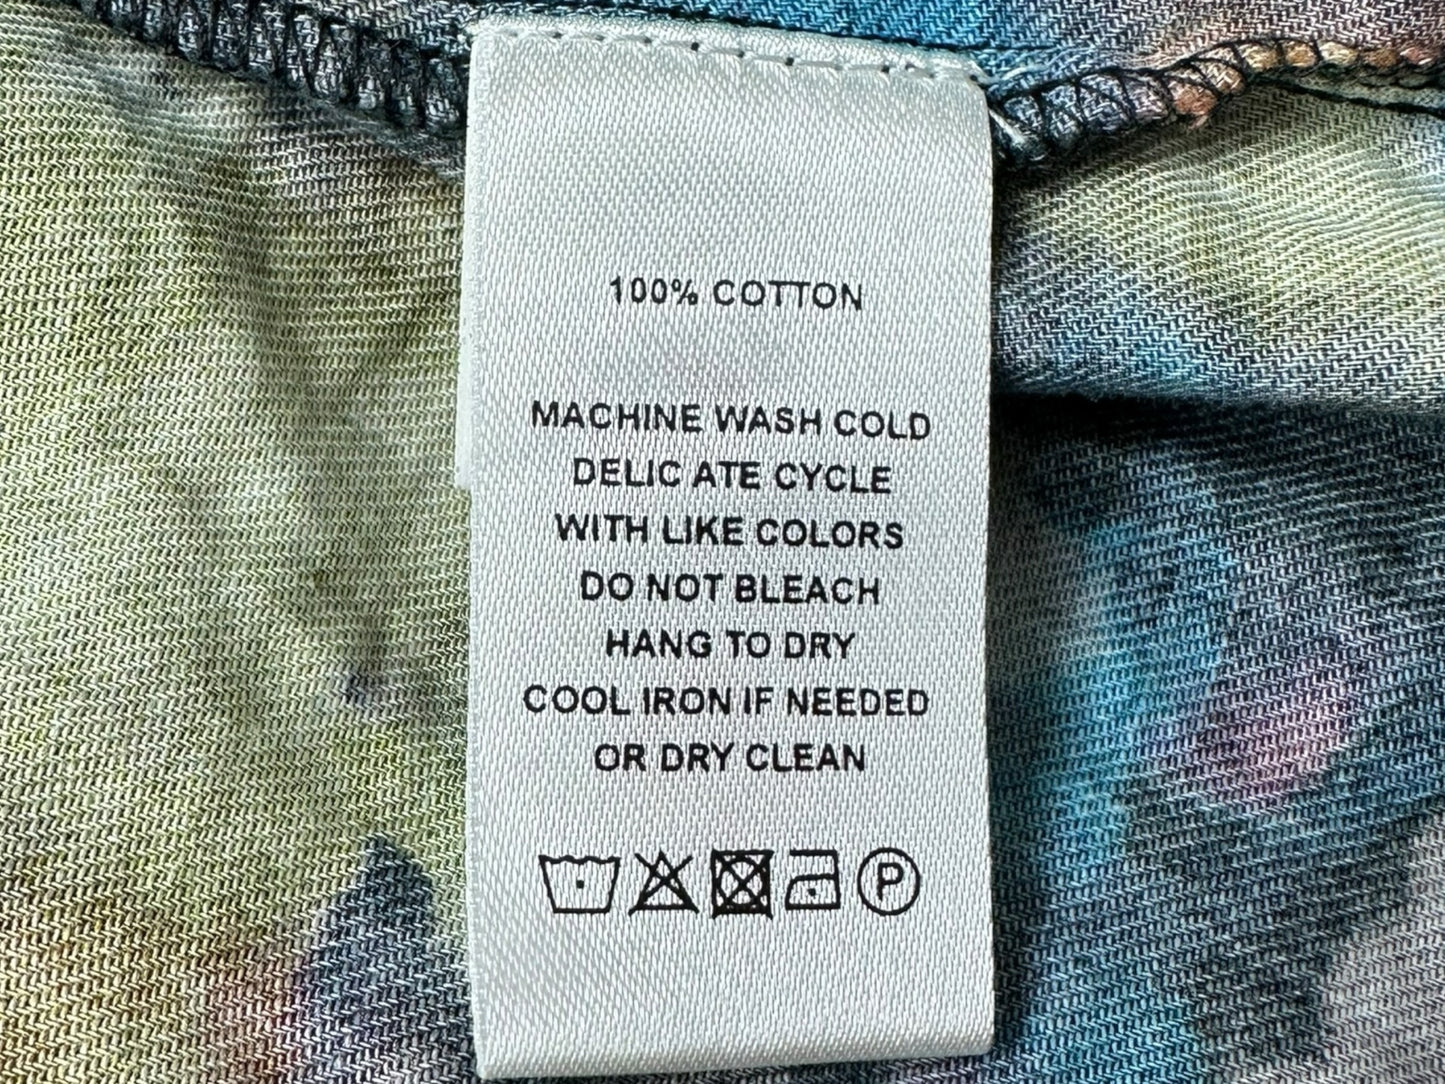 100% COTTON
MACHINE WASH COLD
DELIC ATE CYCLE
WITH LIKE COLORS
DO NOT BLEACH
HANG TO DRY
COOL IRON IF NEEDED
OR DRY CLEAN
P